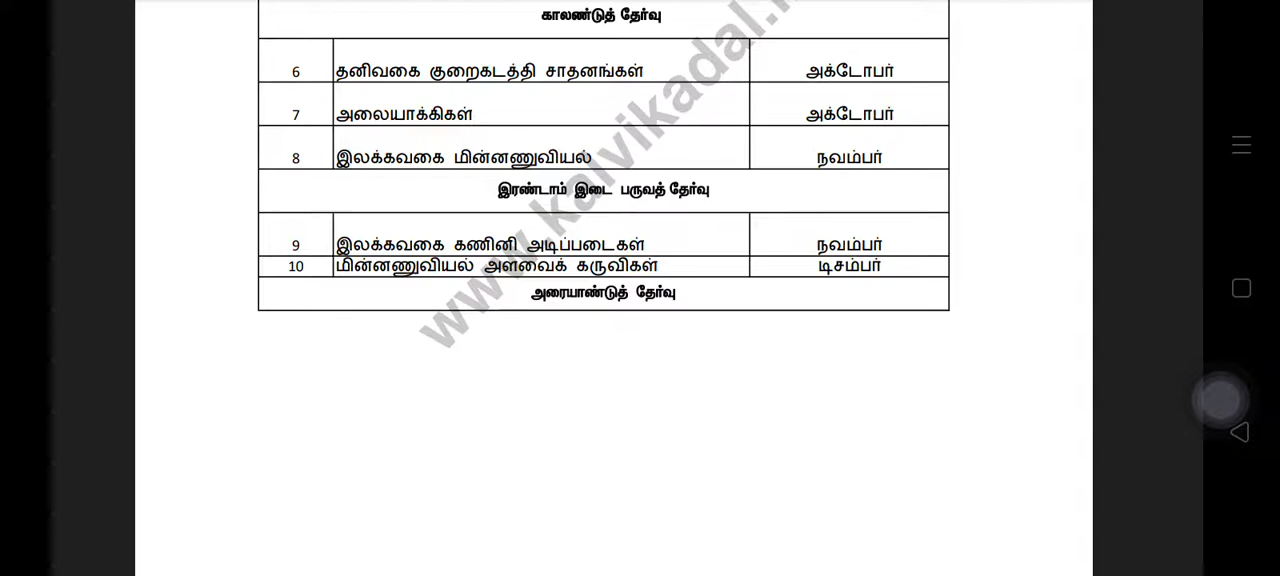 காலண்டுத் தேர்வு
6 தனிவகை குறைகடத்தி சாதனங்கள் அக்டோபர்
7 அலையாக்கிகள் அக்டோபர்
8 இலக்கவகை மின்னணுவியல் நவம்பர்
இரண்டாம் இடை பருவத் தேர்வு
9 இலக்கவகை கணினி அடிப்படைகள் நவம்பர்
10 மின்னணுவியல் அளவைக் கருவிகள் டிசம்பர்
அரையாண்டுத் தேர்வு
www.kalvikadal.